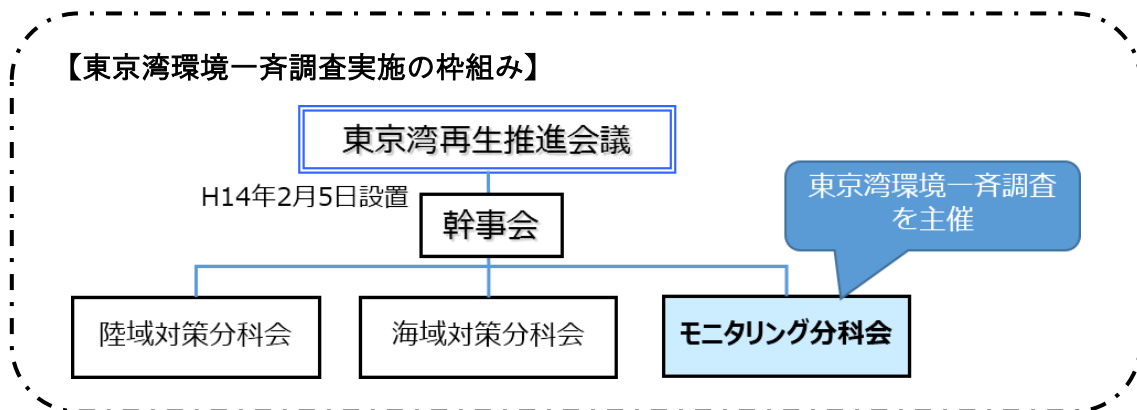 【東京湾環境一斉調査実施の枠組み】
東京湾再生推進会議
H14年2月5日設置
幹事会
東京湾環境一斉調査
を主催
陸域対策分科会
海域対策分科会
モニタリング分科会